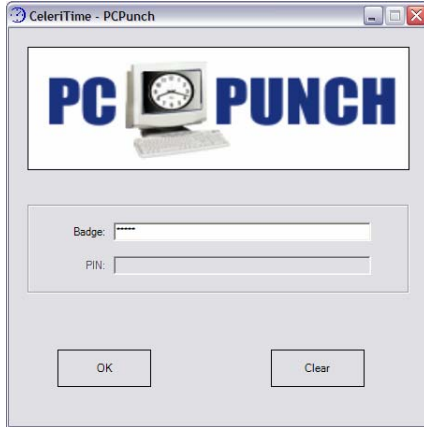 CeleriTime - PCPunch
PC PUNCH
Badge: -----
PIN:
OK Clear